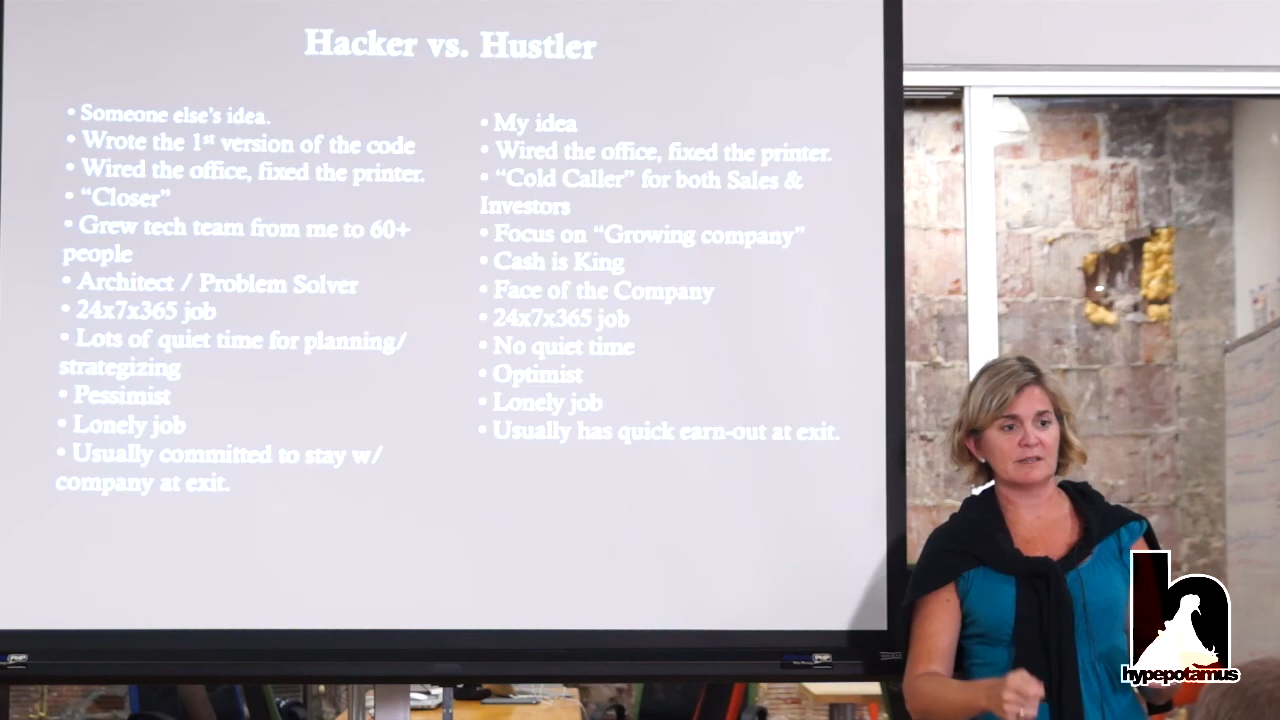 Hacker vs. Hustler
• Someone else's idea.
• Wrote the 1st version of the code
• Wired the office, fixed the printer.
• “Closer”
• Grew tech team from me to 60+
people
• Architect / Problem Solver
• 24x7x365 job
• Lots of quiet time for planning/
strategizing
• Pessimist
• Lonely job
• Usually committed to stay w/
company at exit.
• My idea
• Wired the office, fixed the printer.
• “Cold Caller” for both Sales &
Investors
• Focus on “Growing company”
• Cash is King
• Face of the Company
• 24x7x365 job
• No quiet time
• Optimist
• Lonely job
• Usually has quick earn-out at exit.
h
hypepotamus